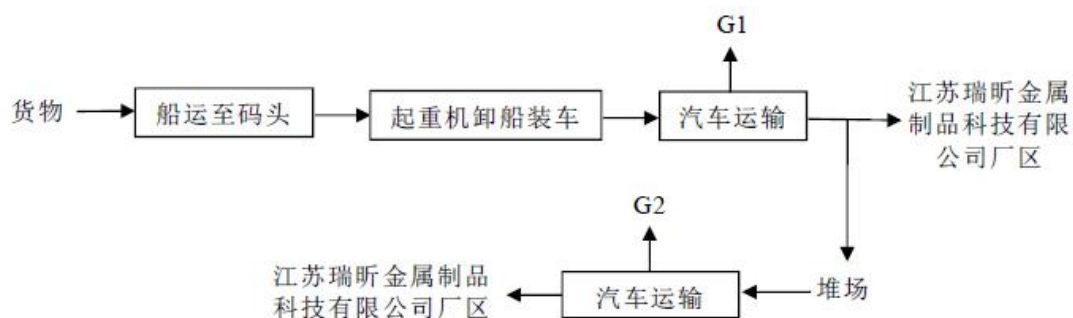 G1
货物
船运至码头
起重机卸船装车
汽车运输
江苏瑞昕金属
制品科技有限
公司厂区
G2
江苏瑞昕金属制品
科技有限公司厂区
汽车运输
堆场